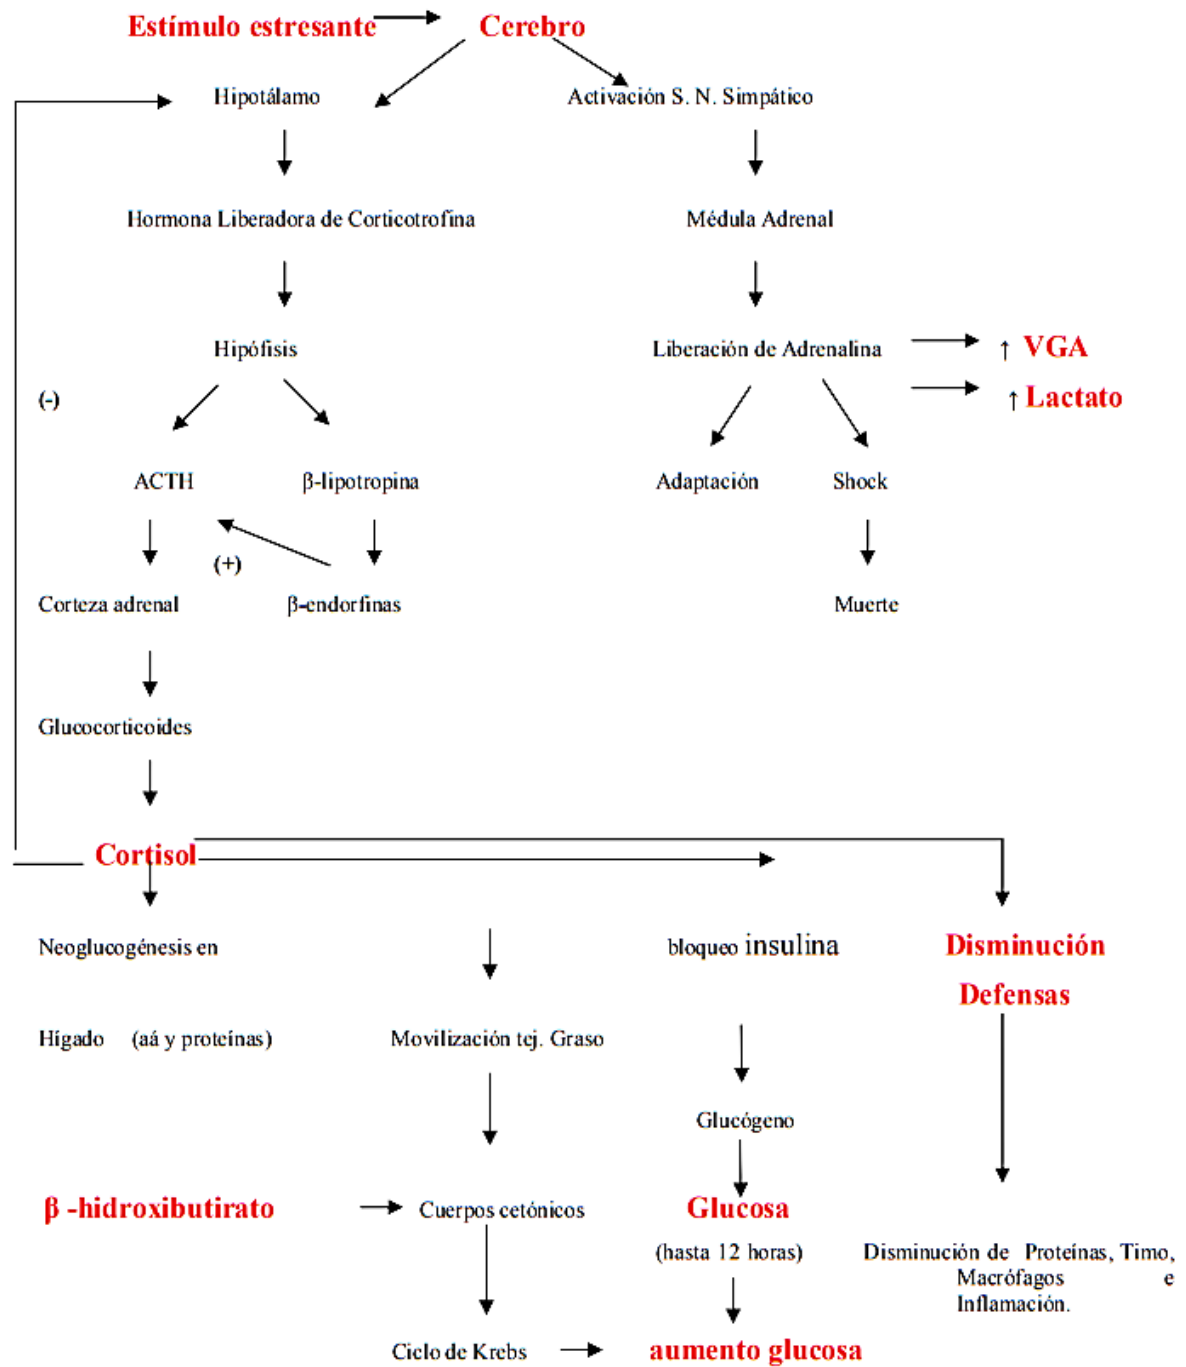 Estímulo estresante Cerebro
Hipotálamo Activación S. N. Simpático
Hormona Liberadora de Corticotrofina Médula Adrenal
Hipófisis Liberación de Adrenalina ↑ VGA
(-) ↑ Lactato
ACTH β-lipotropina Adaptación Shock
(+)
Corteza adrenal β-endorfinas Muerte
Glucocorticoides
Cortisol
Neoglucogénesis en bloqueo insulina Disminución
Defensas
Hígado (aá y proteínas) Movilización tej. Graso
Glucógeno
β -hidroxibutirato Cuerpos cetónicos Glucosa
(hasta 12 horas) Disminución de Proteínas, Timo,
Macrófagos e
Inflamación.
Ciclo de Krebs aumento glucosa